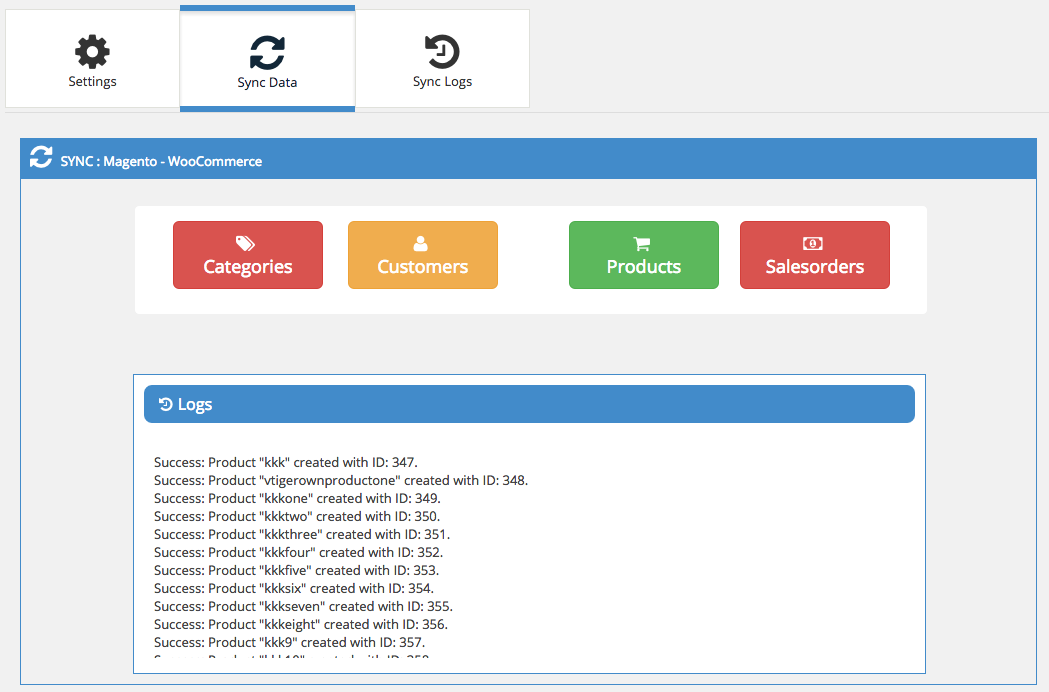 Settings
Sync Data
Sync Logs
SYNC : Magento - WooCommerce
Categories
Customers
Products
Salesorders
Logs
Success: Product "kkk" created with ID: 347.
Success: Product "vtigerownproductone" created with ID: 348.
Success: Product "kkkone" created with ID: 349.
Success: Product "kkktwo" created with ID: 350.
Success: Product "kkkthree" created with ID: 351.
Success: Product "kkkfour" created with ID: 352.
Success: Product "kkkfive" created with ID: 353.
Success: Product "kkksix" created with ID: 354.
Success: Product "kkkseven" created with ID: 355.
Success: Product "kkkeight" created with ID: 356.
Success: Product "kkk9" created with ID: 357.